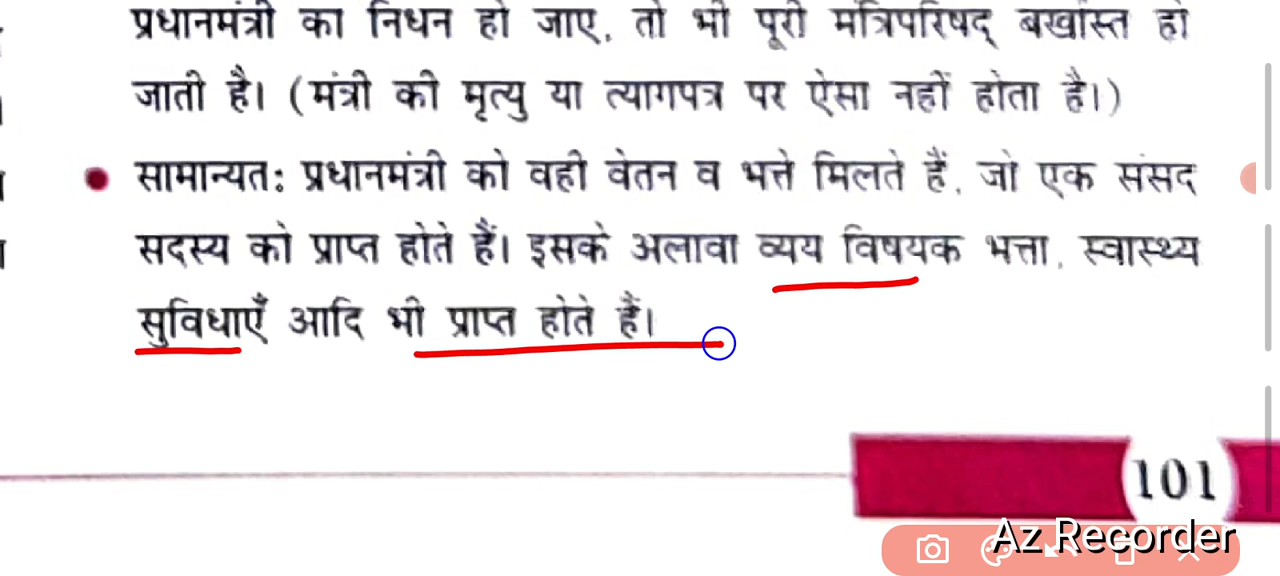 प्रधानमंत्री का निधन हो जाए, तो भी पूरी मंत्रिपरिषद् बर्खास्त हो
जाती है। (मंत्री की मृत्यु या त्यागपत्र पर ऐसा नहीं होता है।)
● सामान्यत: प्रधानमंत्री को वही वेतन व भत्ते मिलते हैं, जो एक संसद
सदस्य को प्राप्त होते हैं। इसके अलावा व्यय विषयक भत्ता, स्वास्थ्य
सुविधाएँ आदि भी प्राप्त होते हैं।
101
Az Recorder